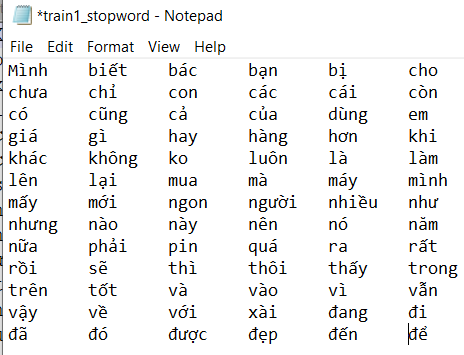 *train1_stopword - Notepad
File Edit Format View Help
Mình biết bác bạn bị cho
chưa chỉ con các cái còn
có cũng cả của dùng em
giá gì hay hàng hơn khi
khác không ko luôn là làm
lên lại mua mà máy mình
mấy mới ngon người nhiều như
nhưng nào này nên nó năm
nữa phải pin quá ra rất
rồi sẽ thì thôi thấy trong
trên tốt và vào vì vẫn
vậy về với xài đang đi
đã đó được đẹp đến để